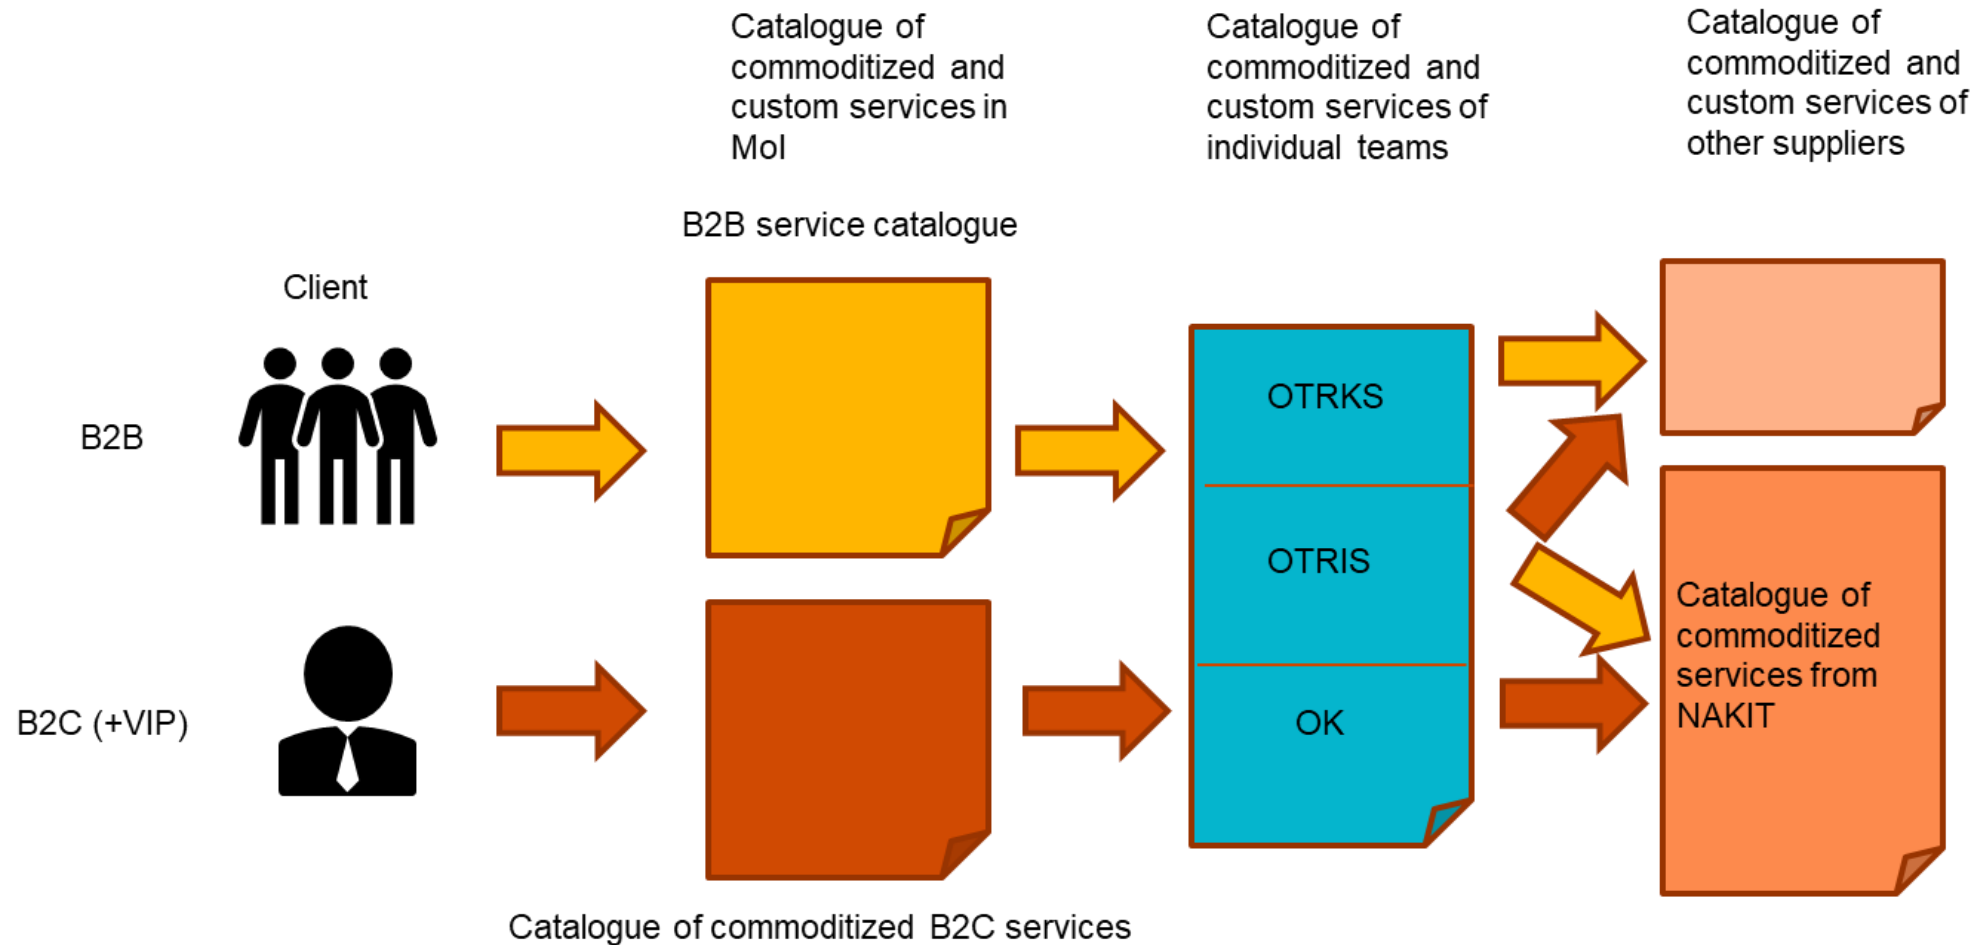 Catalogue of
commoditized and
custom services in
MoI
Catalogue of
commoditized and
custom services of
individual teams
Catalogue of
commoditized and
custom services of
other suppliers
B2B service catalogue
Client
B2B
OTRKS
OTRIS
OK
Catalogue of
commoditized
services from
NAKIT
B2C (+VIP)
Catalogue of commoditized B2C services